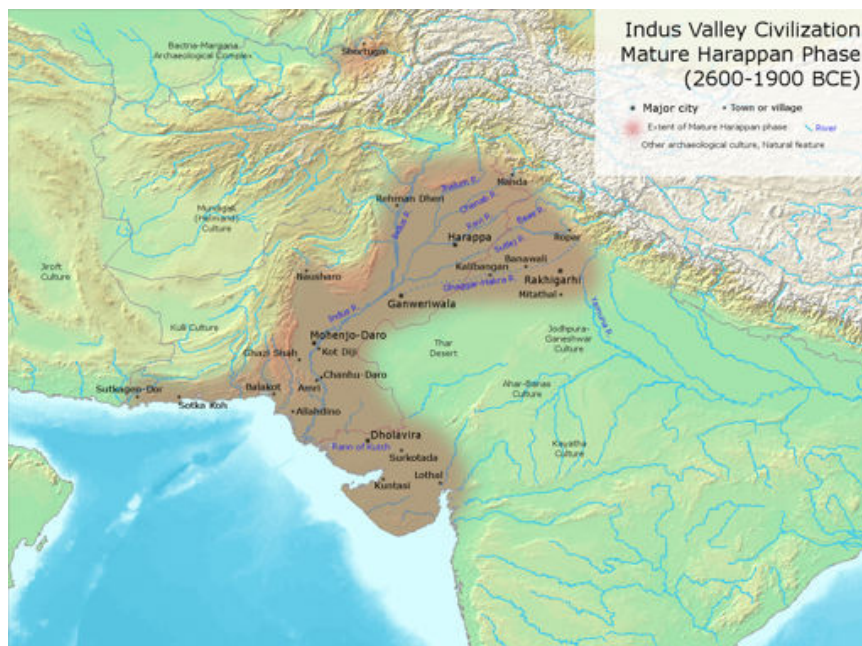 Indus Valley Civilization
Mature Harappan Phase
(2600-1900 BCE)
Major city
Town or village
Extent of Mature Harappan phase
River
Other archaeological culture, Natural feature
Bactria-Margiana
Archaeological Complex
Shortugai
Manda
Rehman Dheri
Jhelum R.
Chenab R.
Ravi R.
Beas R.
Indus R.
Mundigak
(Helmand)
Culture
Harappa
Sutlej R.
Ropar
Jiroft
Culture
Nausharo
Kalibangan
Banawali
Rakhigarhi
Ghaggar-Hakra R.
Ganweriwala
Mitathal
Yamuna R.
Indus R.
Kulli Culture
Mohenjo-Daro
Kot Diji
Ghazi Shah
Thar
Desert
Jodhpura-
Ganeshwar
Culture
Chanhu-Daro
Sutkagen-Dor
Balakot
Amri
Ahar-Banas
Culture
Sotka Koh
Allahdino
Dholavira
Rann of Kutch
Surkotada
Kayatha
Culture
Lothal
Kuntasi